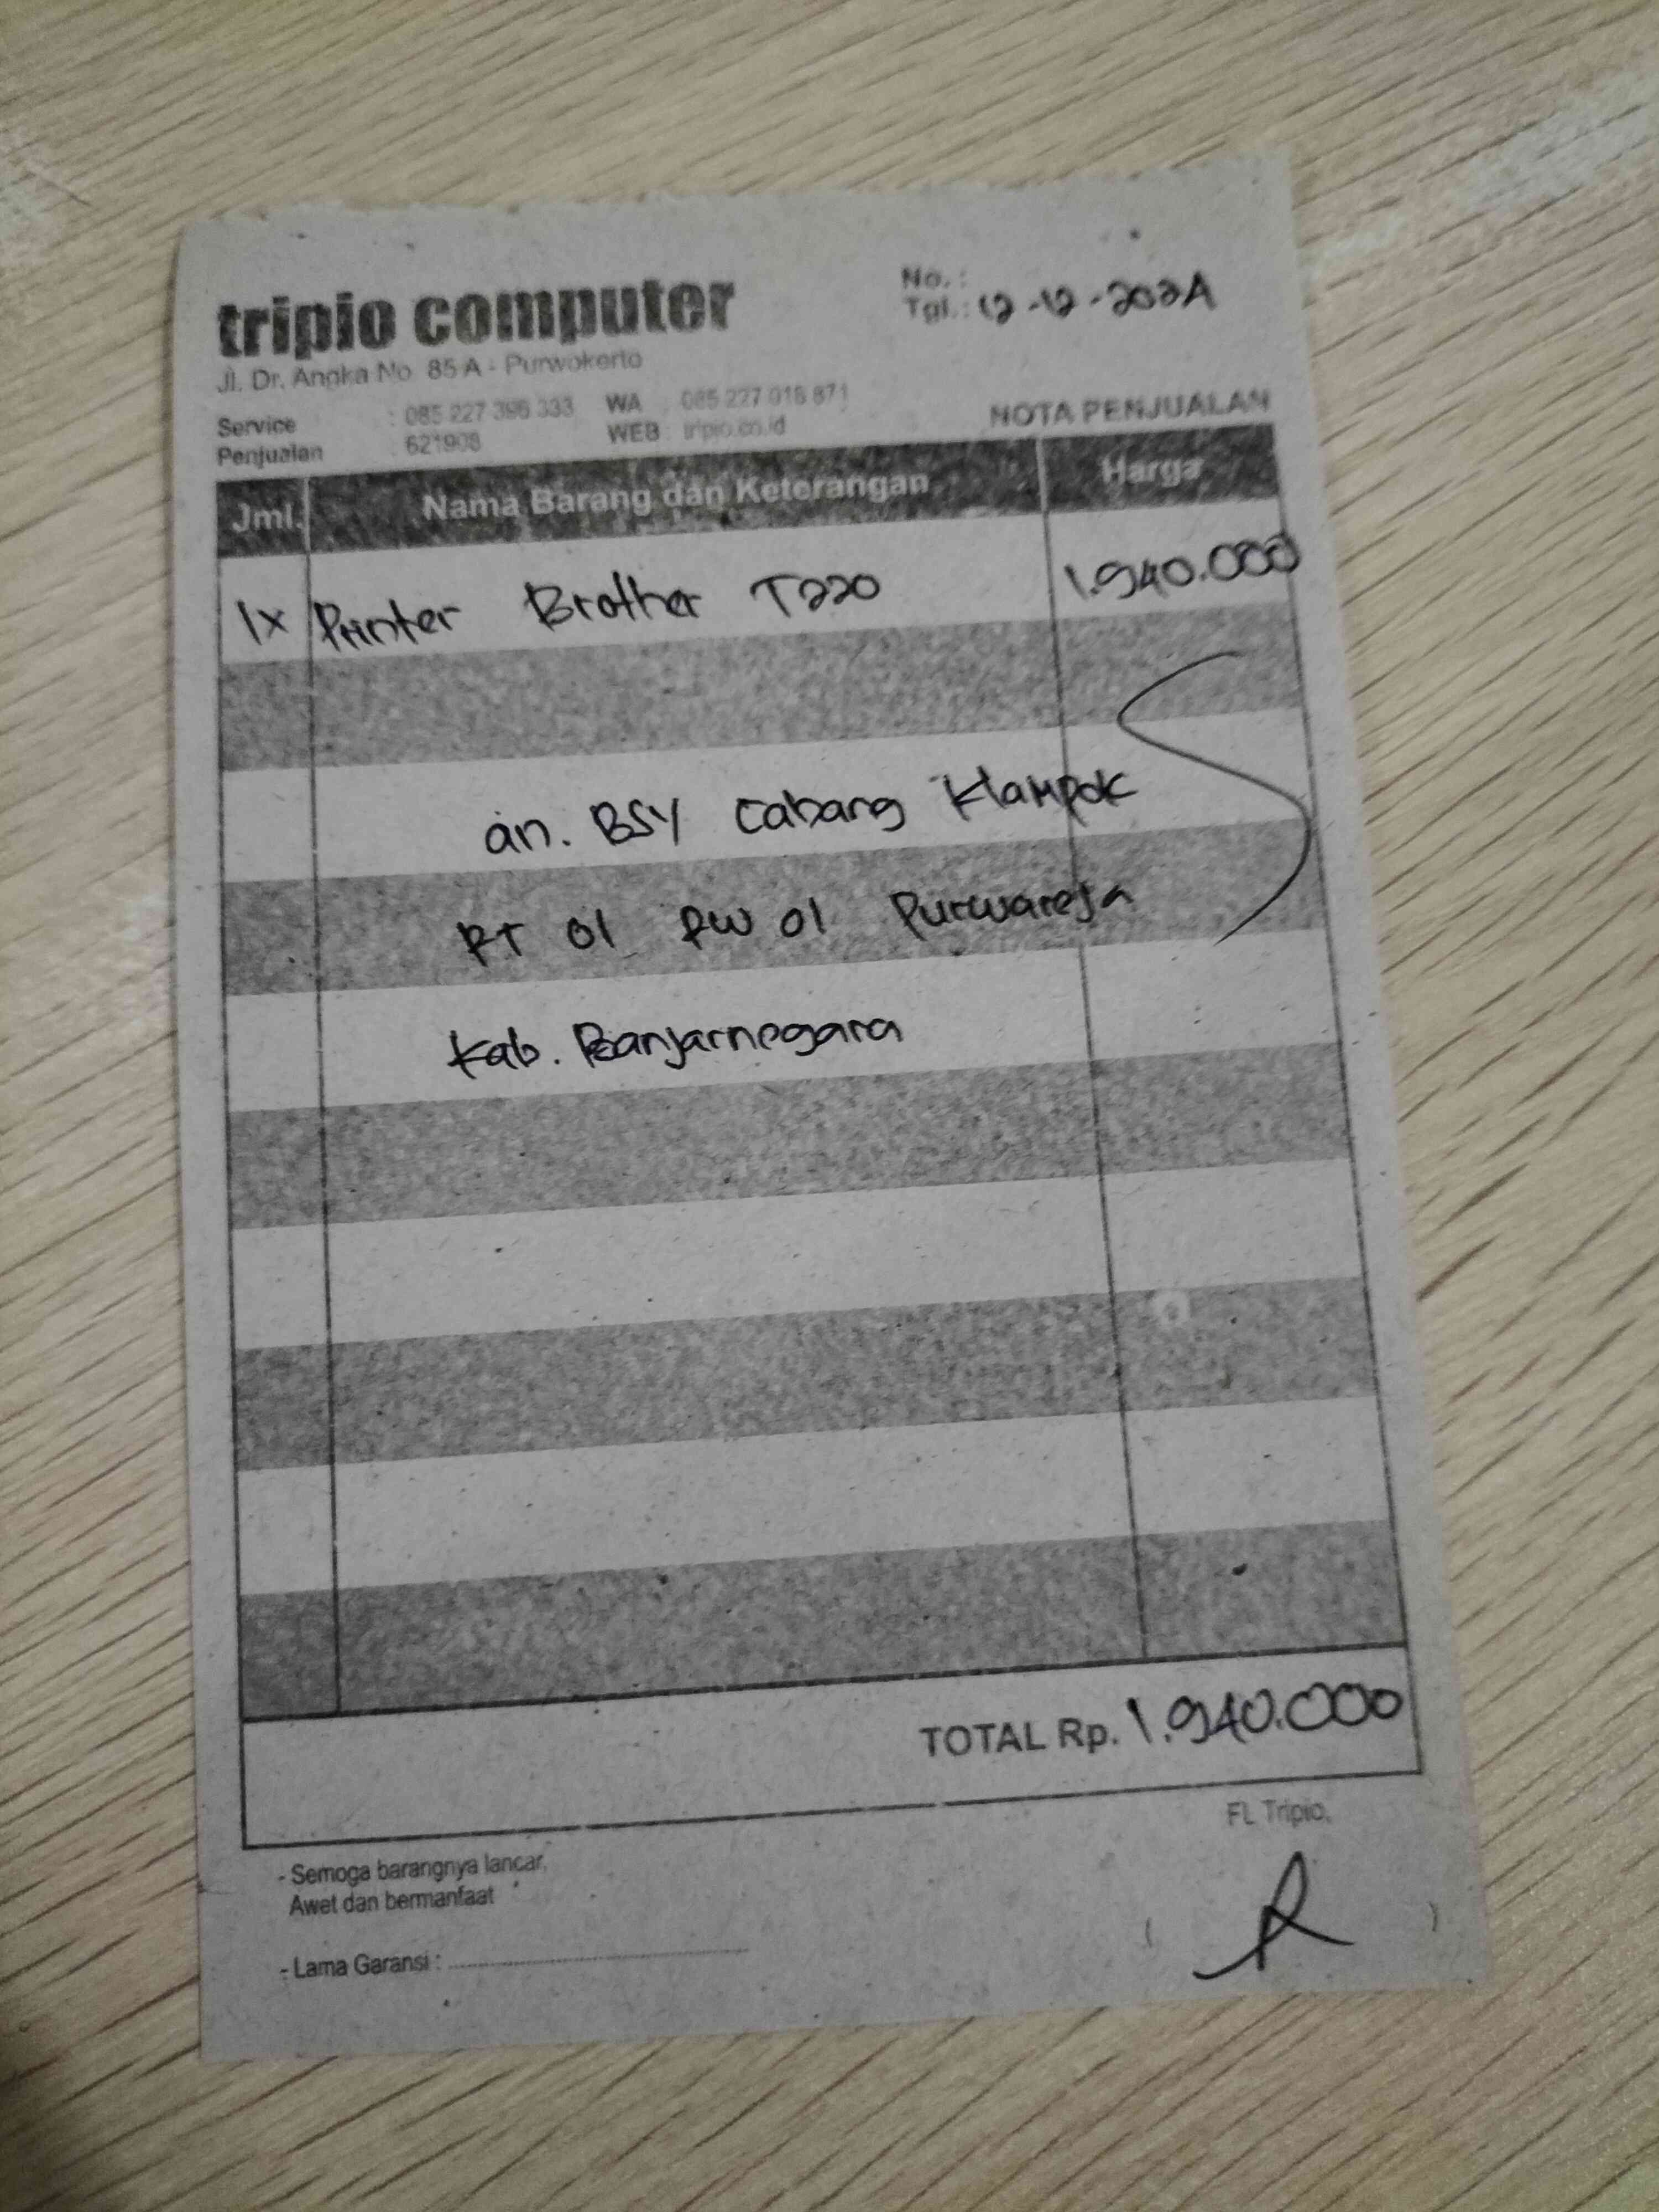 tripio computer
No. :
Tgl. : 12-12-2024
Jl. Dr. Angka No. 85 A - Purwokerto
Service : 085 227 396 333 WA : 085 227 016 871
Penjualan : 621908 WEB : tripio.co.id
NOTA PENJUALAN
Jml. Nama Barang dan Keterangan Harga
1x Printer Brother T220 1.940.000
an. BSY Cabang Klampok
RT 01 RW 01 Purwareja
Kab. Banjarnegara
TOTAL Rp. 1.940.000
FL Tripio,
- Semoga barangnya lancar,
Awet dan bermanfaat
- Lama Garansi :